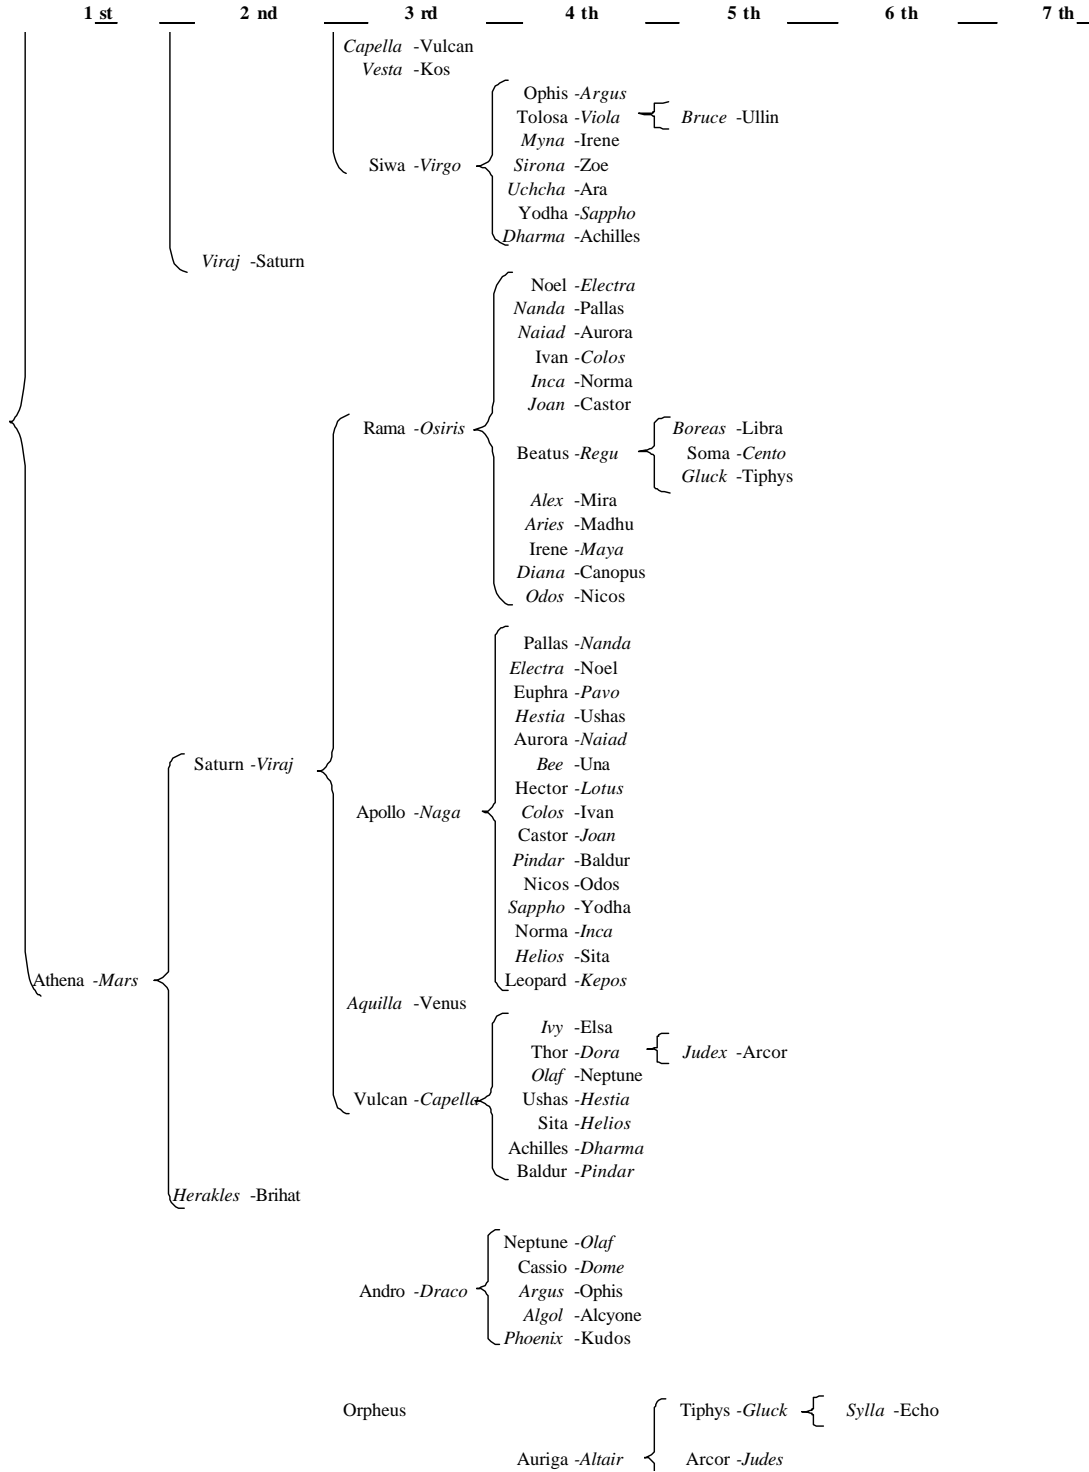 1 st 2 nd 3 rd 4 th 5 th 6 th 7 th
Capella -Vulcan
Vesta -Kos
Ophis -Argus
Tolosa -Viola Bruce -Ullin
Myna -Irene
Siwa -Virgo Sirona -Zoe
Uchcha -Ara
Yodha -Sappho
Dharma -Achilles
Viraj -Saturn
Noel -Electra
Nanda -Pallas
Naiad -Aurora
Ivan -Colos
Inca -Norma
Joan -Castor
Rama -Osiris Boreas -Libra
Beatus -Regu Soma -Cento
Gluck -Tiphys
Alex -Mira
Aries -Madhu
Irene -Maya
Diana -Canopus
Odos -Nicos
Pallas -Nanda
Electra -Noel
Euphra -Pavo
Hestia -Ushas
Aurora -Naiad
Saturn -Viraj Bee -Una
Hector -Lotus
Apollo -Naga Colos -Ivan
Castor -Joan
Pindar -Baldur
Nicos -Odos
Sappho -Yodha
Norma -Inca
Helios -Sita
Athena -Mars Leopard -Kepos
Aquilla -Venus
Ivy -Elsa
Thor -Dora Judex -Arcor
Olaf -Neptune
Vulcan -Capella Ushas -Hestia
Sita -Helios
Achilles -Dharma
Baldur -Pindar
Herakles -Brihat
Neptune -Olaf
Cassio -Dome
Andro -Draco Argus -Ophis
Algol -Alcyone
Phoenix -Kudos
Orpheus Tiphys -Gluck Sylla -Echo
Auriga -Altair Arcor -Judes